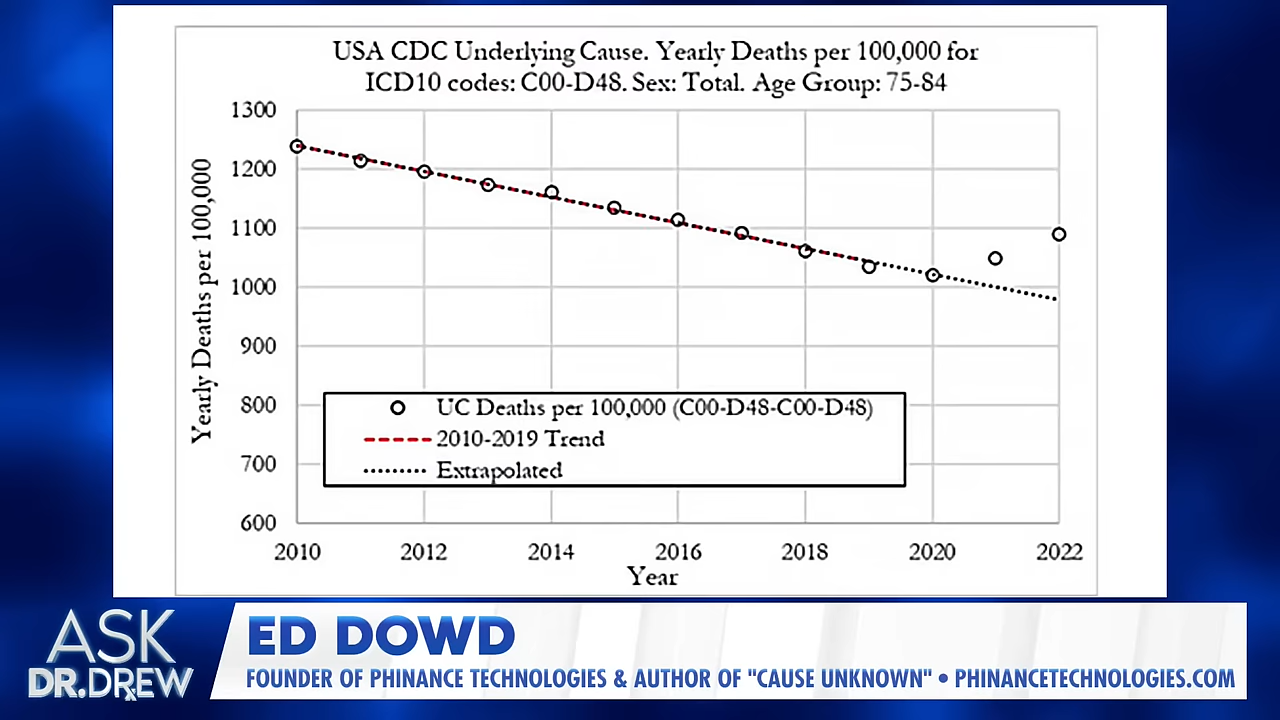 USA CDC Underlying Cause. Yearly Deaths per 100,000 for
ICD10 codes: C00-D48. Sex: Total. Age Group: 75-84
Yearly Deaths per 100,000
1300
1200
1100
1000
900
800
700
600
UC Deaths per 100,000 (C00-D48-C00-D48)
2010-2019 Trend
Extrapolated
2010 2012 2014 2016 2018 2020 2022
Year
ASK
DR. DREW
ED DOWD
FOUNDER OF PHINANCE TECHNOLOGIES & AUTHOR OF "CAUSE UNKNOWN" • PHINANCETECHNOLOGIES.COM